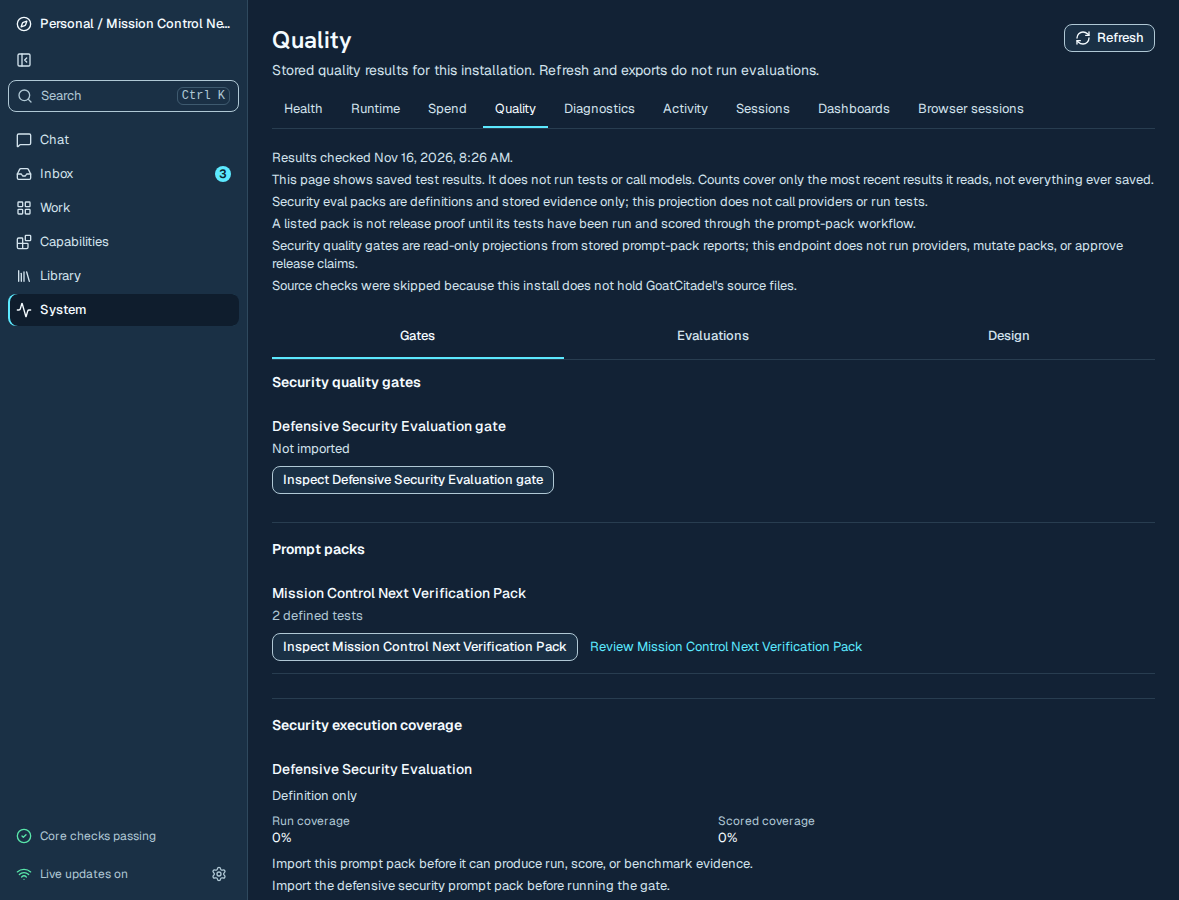 Personal / Mission Control Ne...
Search
Ctrl K
Chat
Inbox
3
Work
Capabilities
Library
System
Core checks passing
Live updates on
Quality
Refresh
Stored quality results for this installation. Refresh and exports do not run evaluations.
Health
Runtime
Spend
Quality
Diagnostics
Activity
Sessions
Dashboards
Browser sessions
Results checked Nov 16, 2026, 8:26 AM.
This page shows saved test results. It does not run tests or call models. Counts cover only the most recent results it reads, not everything ever saved.
Security eval packs are definitions and stored evidence only; this projection does not call providers or run tests.
A listed pack is not release proof until its tests have been run and scored through the prompt-pack workflow.
Security quality gates are read-only projections from stored prompt-pack reports; this endpoint does not run providers, mutate packs, or approve
release claims.
Source checks were skipped because this install does not hold GoatCitadel's source files.
Gates
Evaluations
Design
Security quality gates
Defensive Security Evaluation gate
Not imported
Inspect Defensive Security Evaluation gate
Prompt packs
Mission Control Next Verification Pack
2 defined tests
Inspect Mission Control Next Verification Pack
Review Mission Control Next Verification Pack
Security execution coverage
Defensive Security Evaluation
Definition only
Run coverage
Scored coverage
0%
0%
Import this prompt pack before it can produce run, score, or benchmark evidence.
Import the defensive security prompt pack before running the gate.